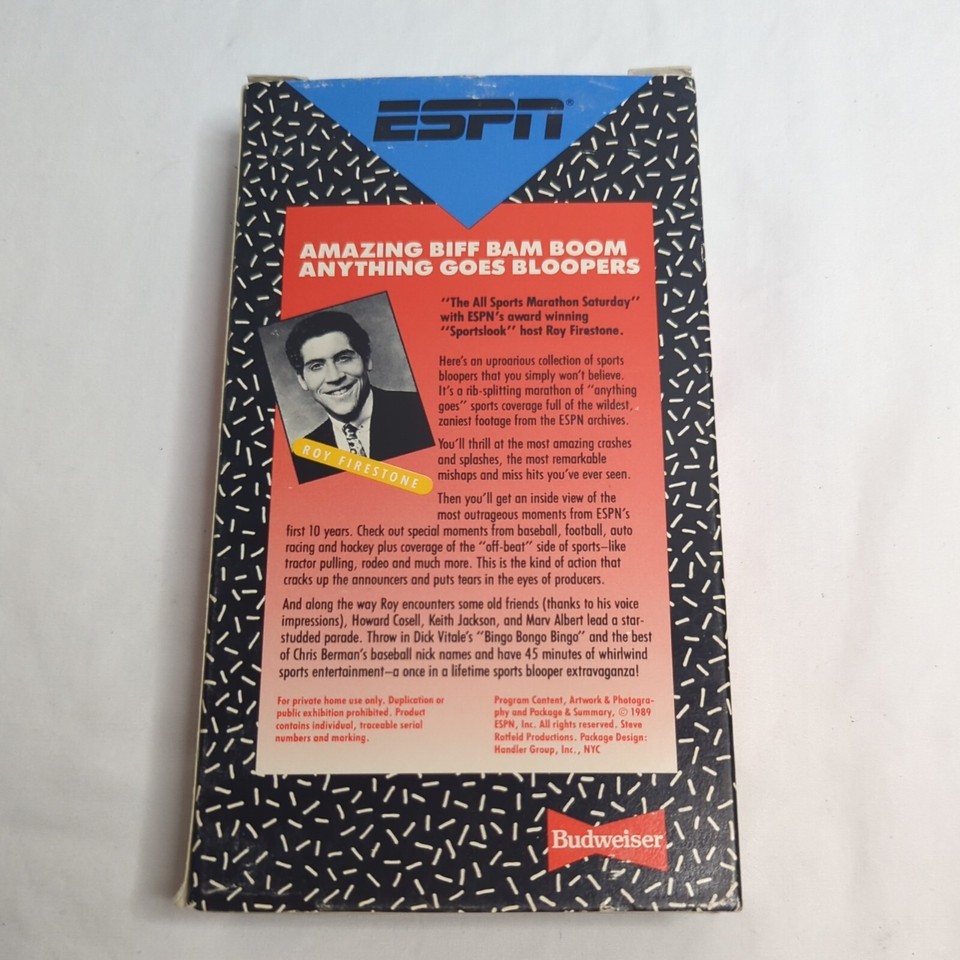 ESPN®
AMAZING BIFF BAM BOOM
ANYTHING GOES BLOOPERS
"The All Sports Marathon Saturday"
with ESPN's award winning
"Sportslook" host Roy Firestone.
Here's an uproarious collection of sports
bloopers that you simply won't believe.
It's a rib-splitting marathon of "anything
goes" sports coverage full of the wildest,
zaniest footage from the ESPN archives.
ROY FIRESTONE
You'll thrill at the most amazing crashes
and splashes, the most remarkable
mishaps and miss hits you've ever seen.
Then you'll get an inside view of the
most outrageous moments from ESPN's
first 10 years. Check out special moments from baseball, football, auto
racing and hockey plus coverage of the "off-beat" side of sports—like
tractor pulling, rodeo and much more. This is the kind of action that
cracks up the announcers and puts tears in the eyes of producers.
And along the way Roy encounters some old friends (thanks to his voice
impressions), Howard Cosell, Keith Jackson, and Marv Albert lead a star-
studded parade. Throw in Dick Vitale's "Bingo Bongo Bingo" and the best
of Chris Berman's baseball nick names and have 45 minutes of whirlwind
sports entertainment—a once in a lifetime sports blooper extravaganza!
For private home use only. Duplication or
public exhibition prohibited. Product
contains individual, traceable serial
numbers and marking.
Program Content, Artwork & Photogra-
phy and Package & Summary, © 1989
ESPN, Inc. All rights reserved. Steve
Rotfeld Productions. Package Design:
Handler Group, Inc., NYC
Budweiser